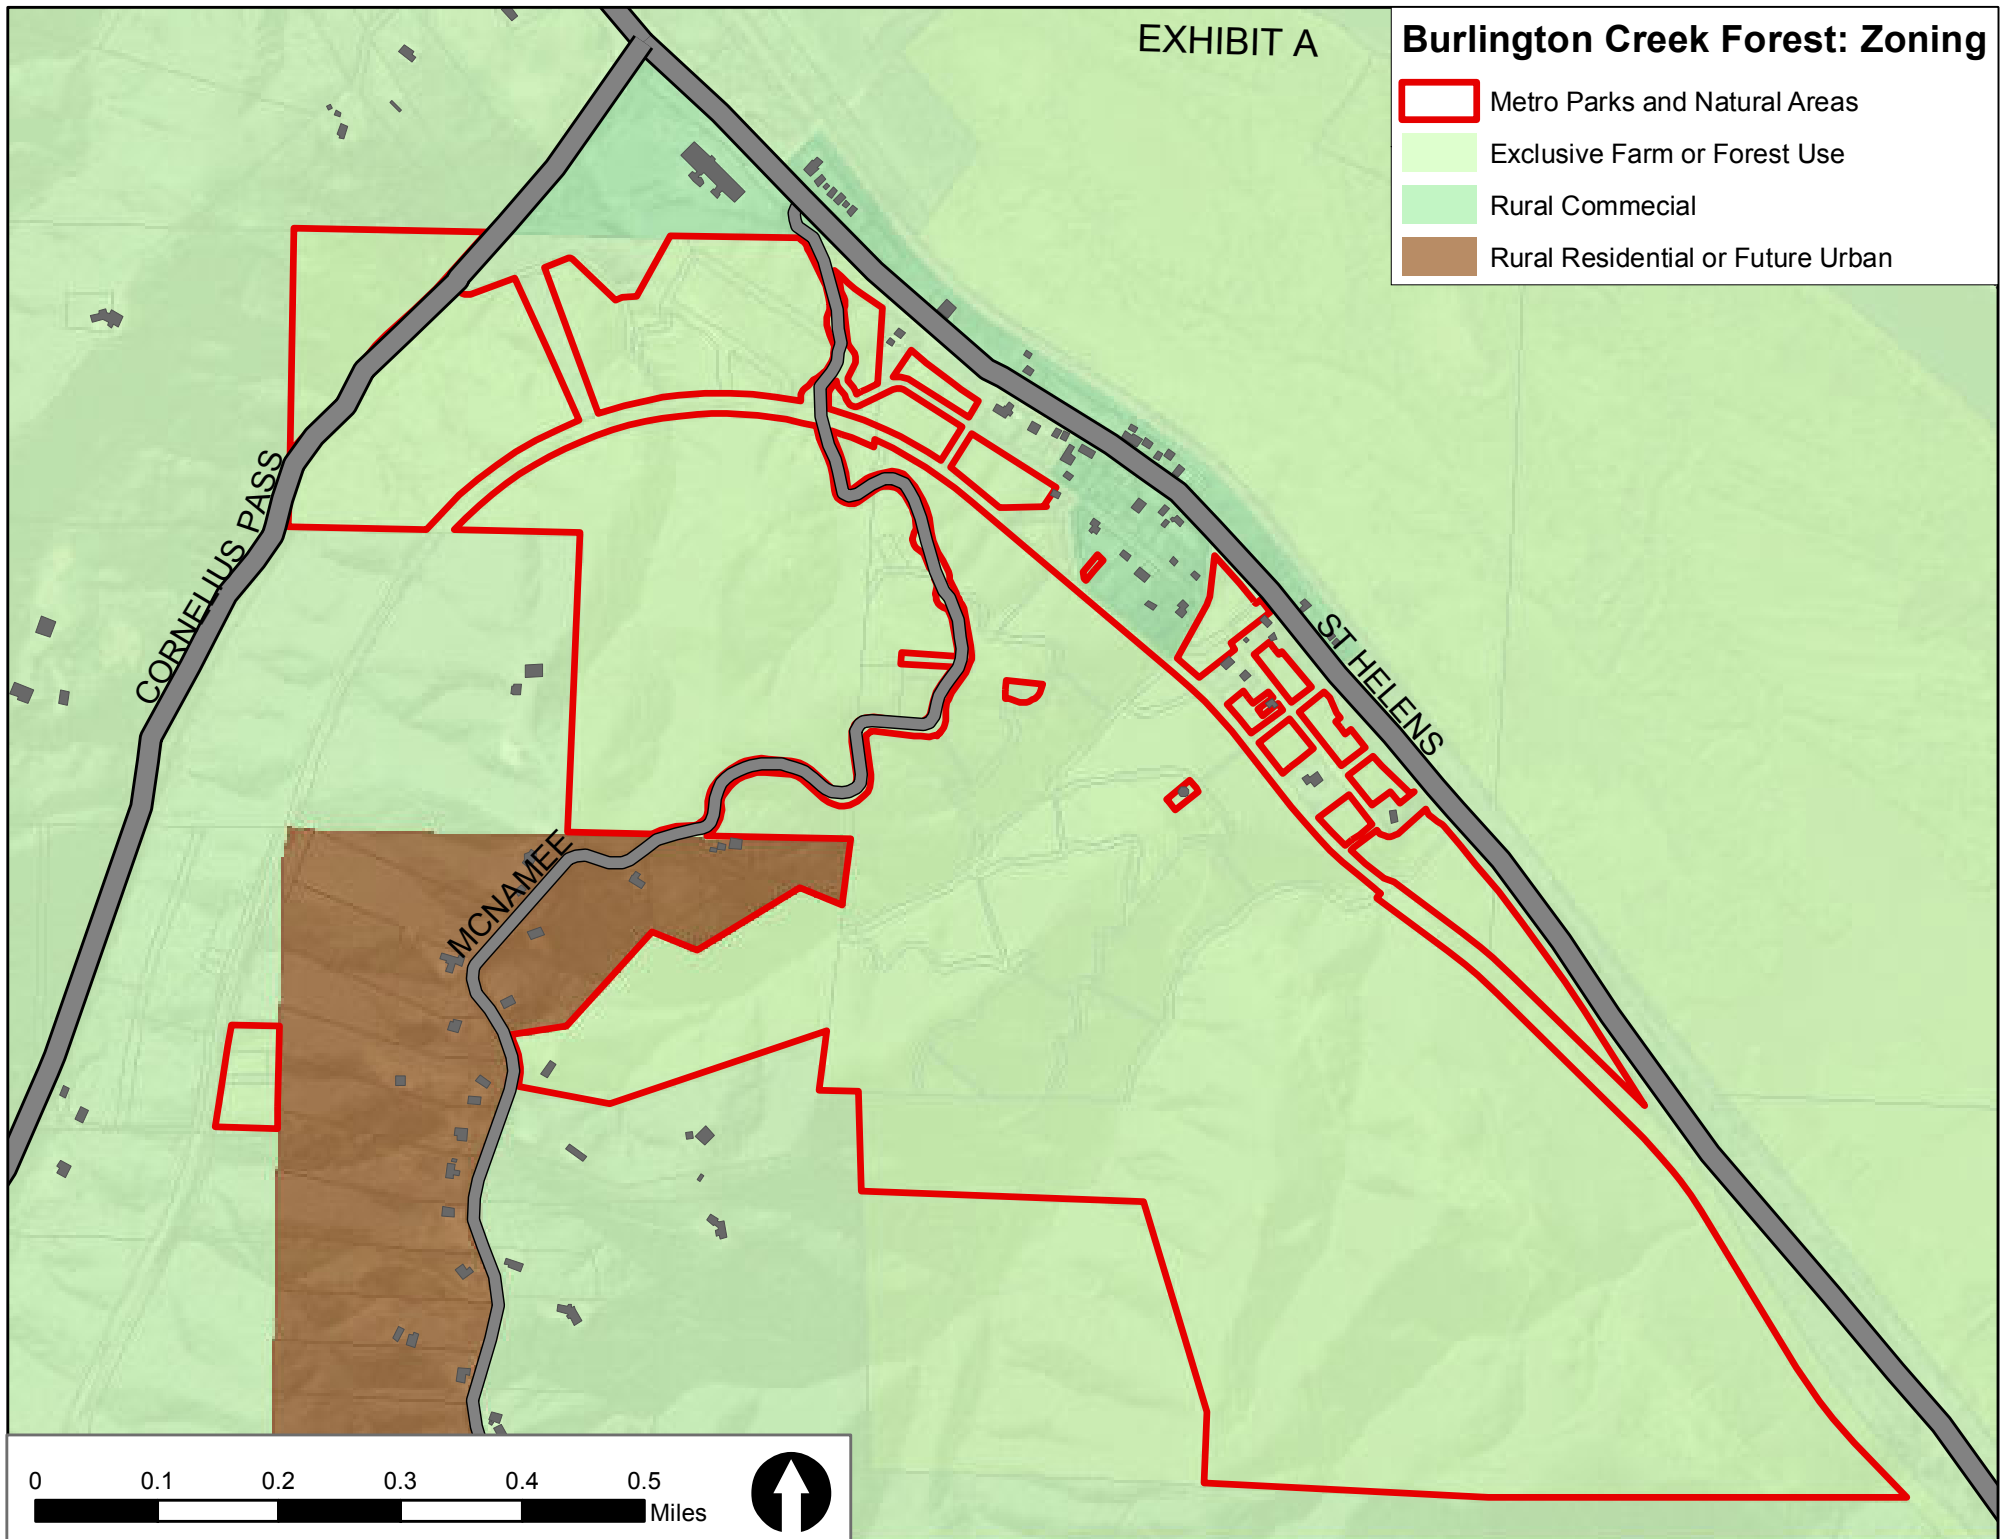 EXHIBIT A
Burlington Creek Forest: Zoning
Metro Parks and Natural Areas
Exclusive Farm or Forest Use
Rural Commecial
Rural Residential or Future Urban
CORNELIUS PASS
ST HELENS
MCNAMEE
0 0.1 0.2 0.3 0.4 0.5
Miles